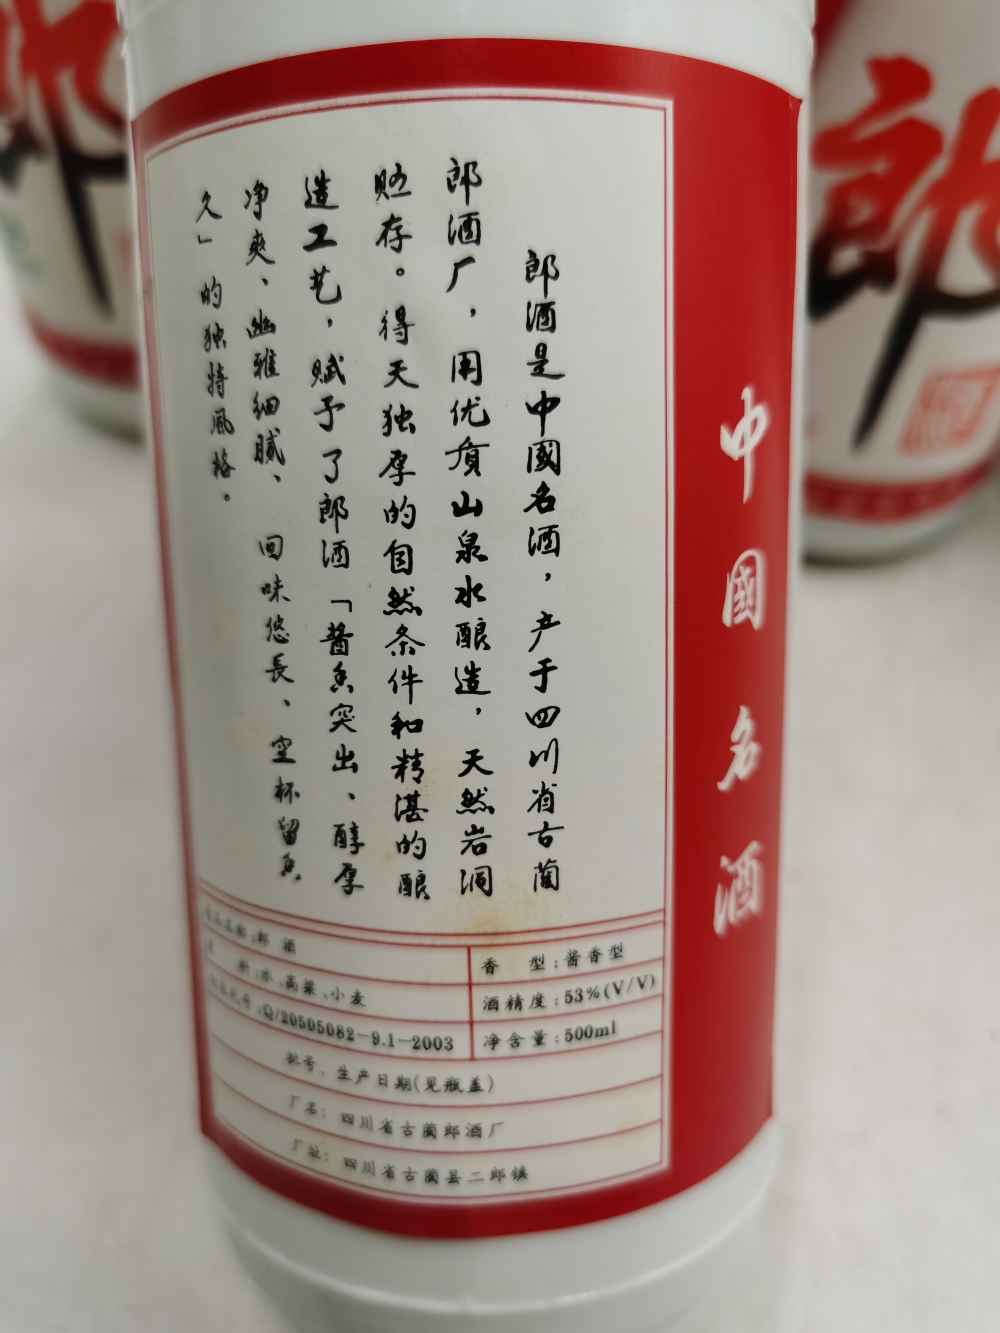 郎酒是中國名酒，产于四川省古蔺
郎酒厂，用优质山泉水酿造，天然岩洞
贮存。得天独厚的自然条件和精湛的酿
造工艺，赋予了郎酒「酱香突出、醇厚
净爽、幽雅细腻、回味悠長、空杯留香
久」的独特风格。
中國名酒
郎 酒
香 型：酱香型
水、高粱、小麦
酒精度：53%(V/V)
Q/20505082-9.1-2003
净含量：500ml
批号、生产日期(见瓶盖)
厂名：四川省古蔺郎酒厂
厂址：四川省古蔺县二郎镇
郎
郎